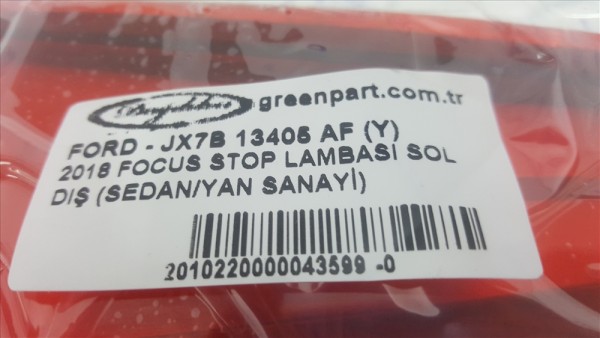 greenpart.com.tr
FORD - JX7B 13405 AF (Y)
2018 FOCUS STOP LAMBASI SOL
DIŞ (SEDAN/YAN SANAYİ)
2010220000043599 -0